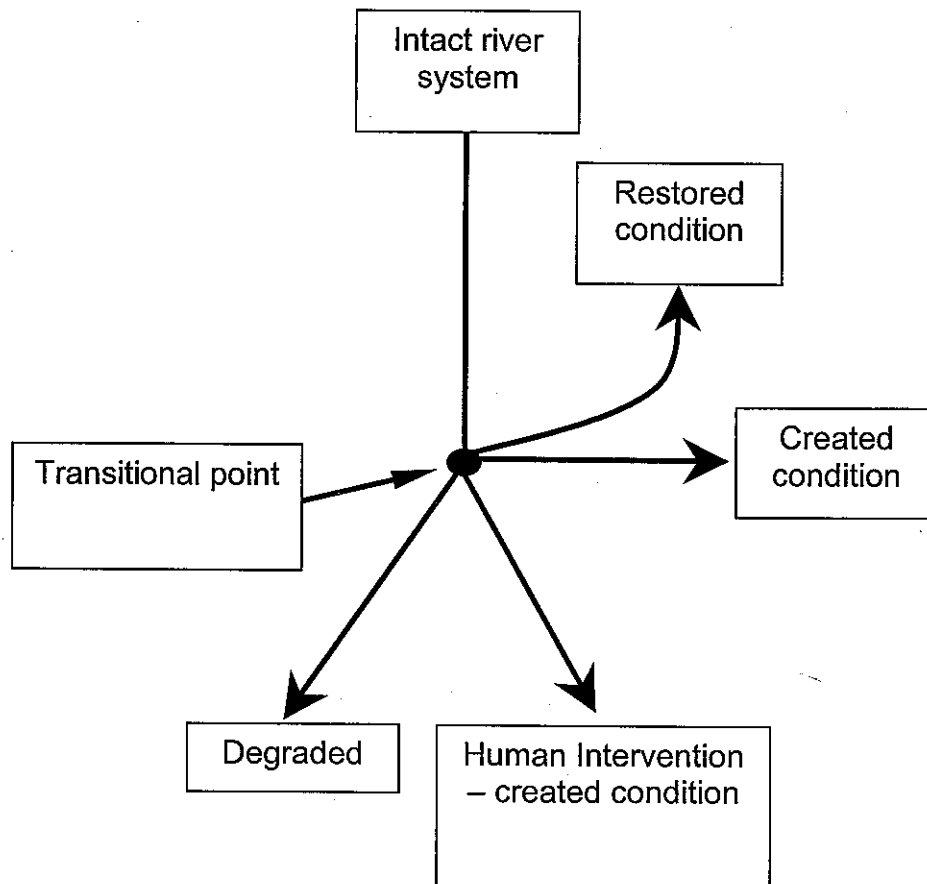 Intact river
system
Restored
condition
Created
condition
Transitional point
Degraded
Human Intervention
– created condition